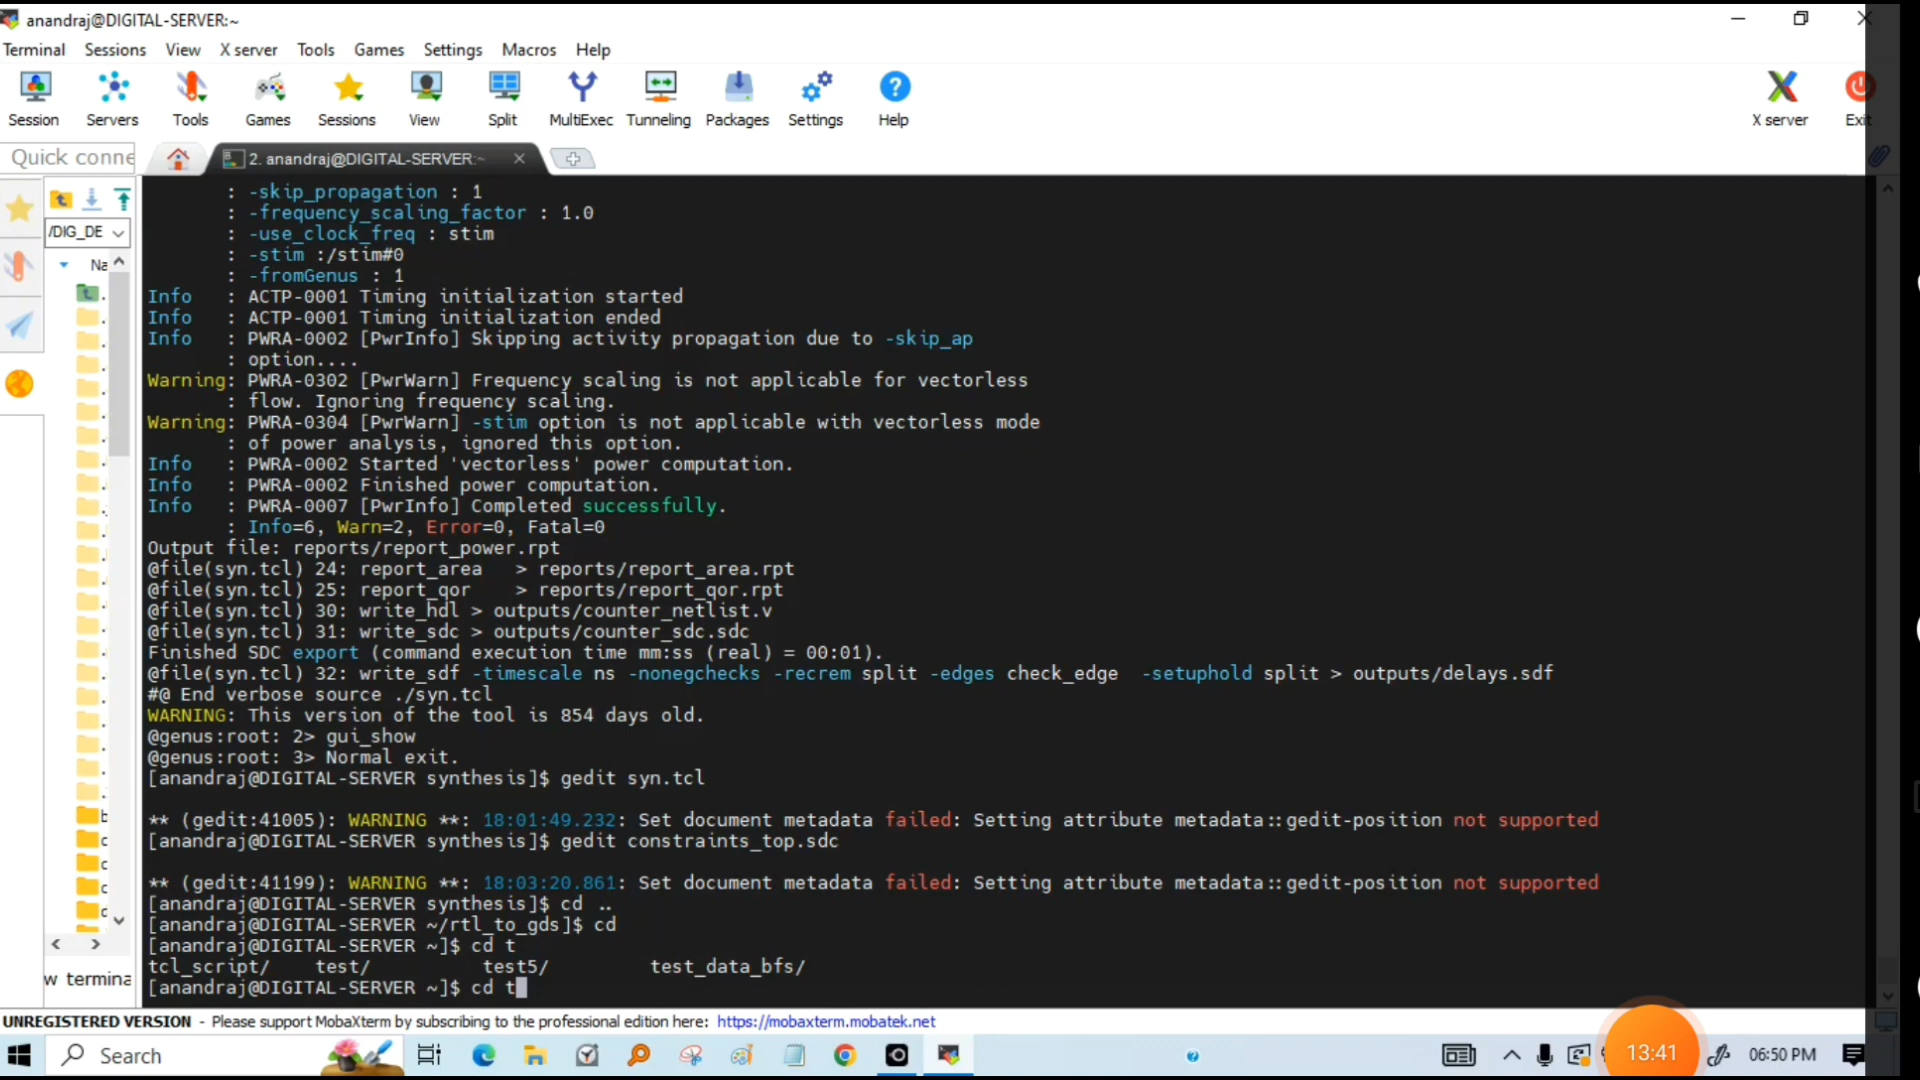 anandraj@DIGITAL-SERVER:~
Terminal Sessions View X server Tools Games Settings Macros Help
Session Servers Tools Games Sessions View Split MultiExec Tunneling Packages Settings Help X server Exit
Quick conne
2. anandraj@DIGITAL-SERVER:~
/DIG_DE
Na
: -skip_propagation : 1
: -frequency_scaling_factor : 1.0
: -use_clock_freq : stim
: -stim :/stim#0
: -fromGenus : 1
Info : ACTP-0001 Timing initialization started
Info : ACTP-0001 Timing initialization ended
Info : PWRA-0002 [PwrInfo] Skipping activity propagation due to -skip_ap
: option....
Warning: PWRA-0302 [PwrWarn] Frequency scaling is not applicable for vectorless
: flow. Ignoring frequency scaling.
Warning: PWRA-0304 [PwrWarn] -stim option is not applicable with vectorless mode
: of power analysis, ignored this option.
Info : PWRA-0002 Started 'vectorless' power computation.
Info : PWRA-0002 Finished power computation.
Info : PWRA-0007 [PwrInfo] Completed successfully.
: Info=6, Warn=2, Error=0, Fatal=0
Output file: reports/report_power.rpt
@file(syn.tcl) 24: report_area > reports/report_area.rpt
@file(syn.tcl) 25: report_qor > reports/report_qor.rpt
@file(syn.tcl) 30: write_hdl > outputs/counter_netlist.v
@file(syn.tcl) 31: write_sdc > outputs/counter_sdc.sdc
Finished SDC export (command execution time mm:ss (real) = 00:01).
@file(syn.tcl) 32: write_sdf -timescale ns -nonegchecks -recrem split -edges check_edge -setuphold split > outputs/delays.sdf
#@ End verbose source ./syn.tcl
WARNING: This version of the tool is 854 days old.
@genus:root: 2> gui_show
@genus:root: 3> Normal exit.
[anandraj@DIGITAL-SERVER synthesis]$ gedit syn.tcl
** (gedit:41005): WARNING **: 18:01:49.232: Set document metadata failed: Setting attribute metadata::gedit-position not supported
[anandraj@DIGITAL-SERVER synthesis]$ gedit constraints_top.sdc
** (gedit:41199): WARNING **: 18:03:20.861: Set document metadata failed: Setting attribute metadata::gedit-position not supported
[anandraj@DIGITAL-SERVER synthesis]$ cd ..
[anandraj@DIGITAL-SERVER ~/rtl_to_gds]$ cd
[anandraj@DIGITAL-SERVER ~]$ cd t
tcl_script/ test/ test5/ test_data_bfs/
[anandraj@DIGITAL-SERVER ~]$ cd t
w termina
UNREGISTERED VERSION - Please support MobaXterm by subscribing to the professional edition here: https://mobaxterm.mobatek.net
Search
13:41
06:50 PM